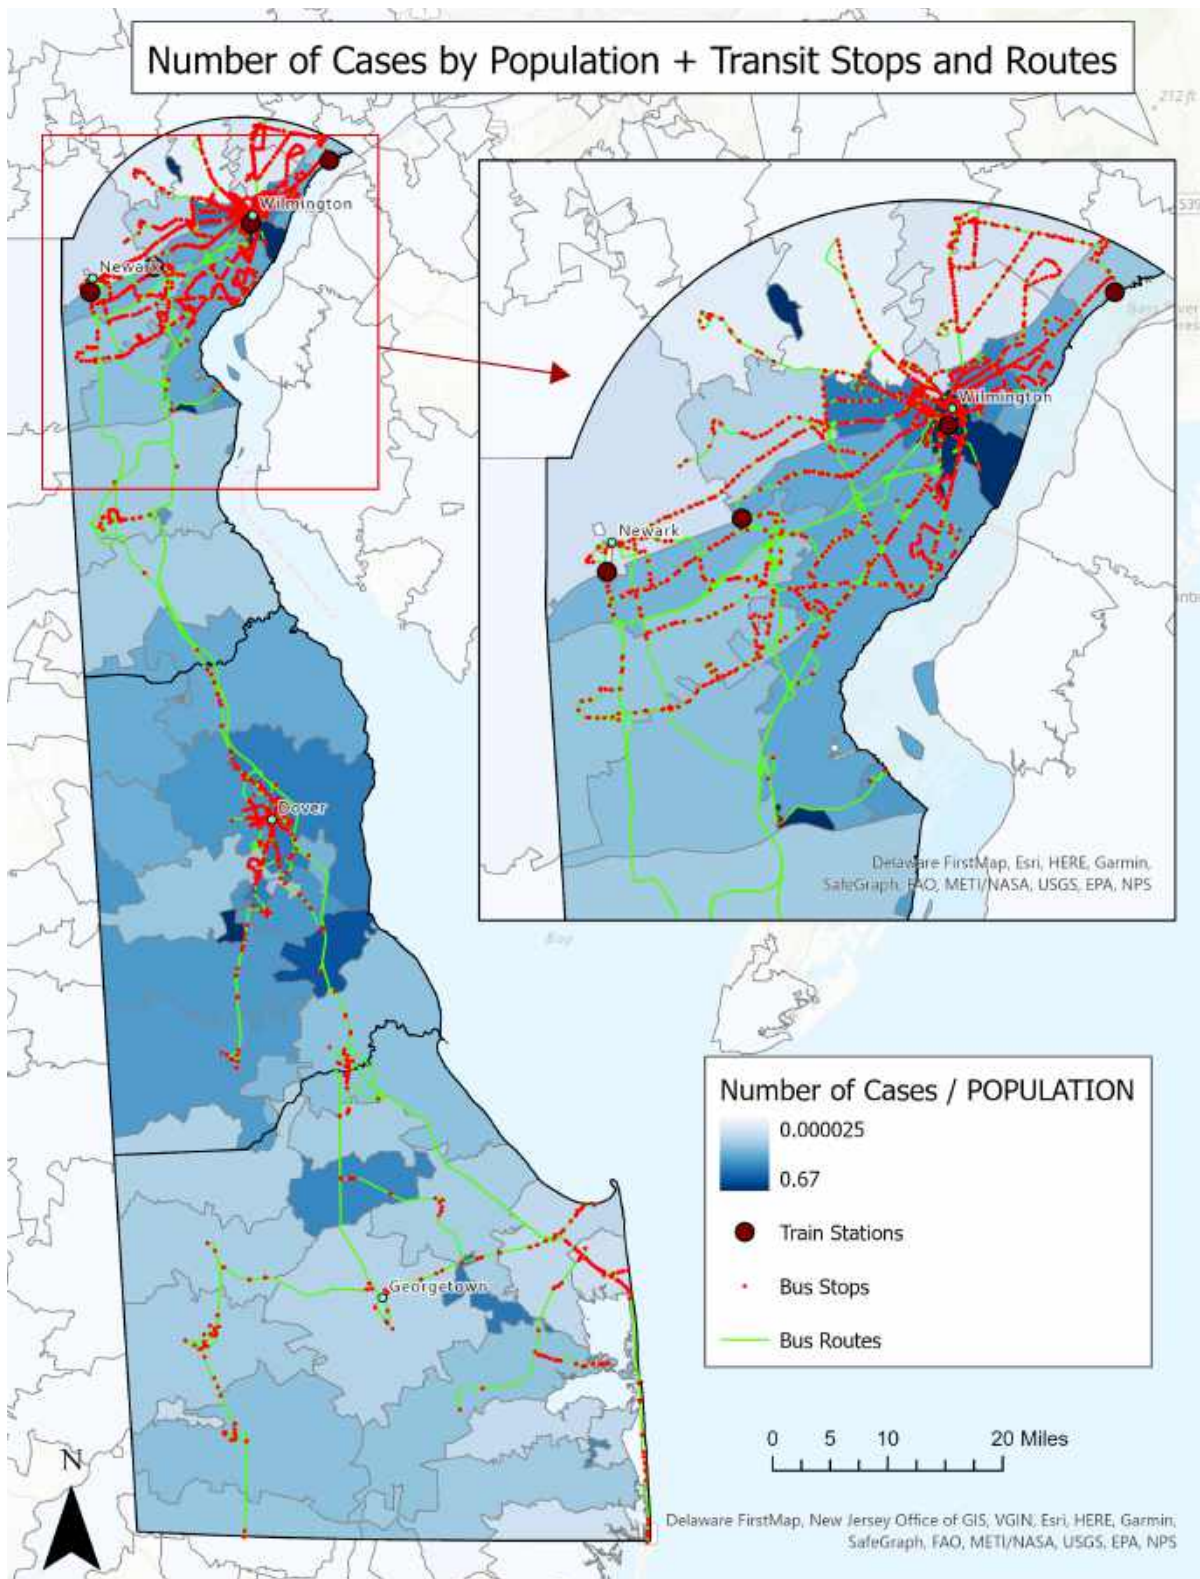 Number of Cases by Population + Transit Stops and Routes
212 ft
Wilmington
Newark
Wilmington
Newark
Dover
Delaware FirstMap, Esri, HERE, Garmin,
SafeGraph, FAO, METI/NASA, USGS, EPA, NPS
Bay
Number of Cases / POPULATION
0.000025
0.67
Train Stations
Bus Stops
Bus Routes
Georgetown
0 5 10 20 Miles
N
Delaware FirstMap, New Jersey Office of GIS, VGIN, Esri, HERE, Garmin,
SafeGraph, FAO, METI/NASA, USGS, EPA, NPS